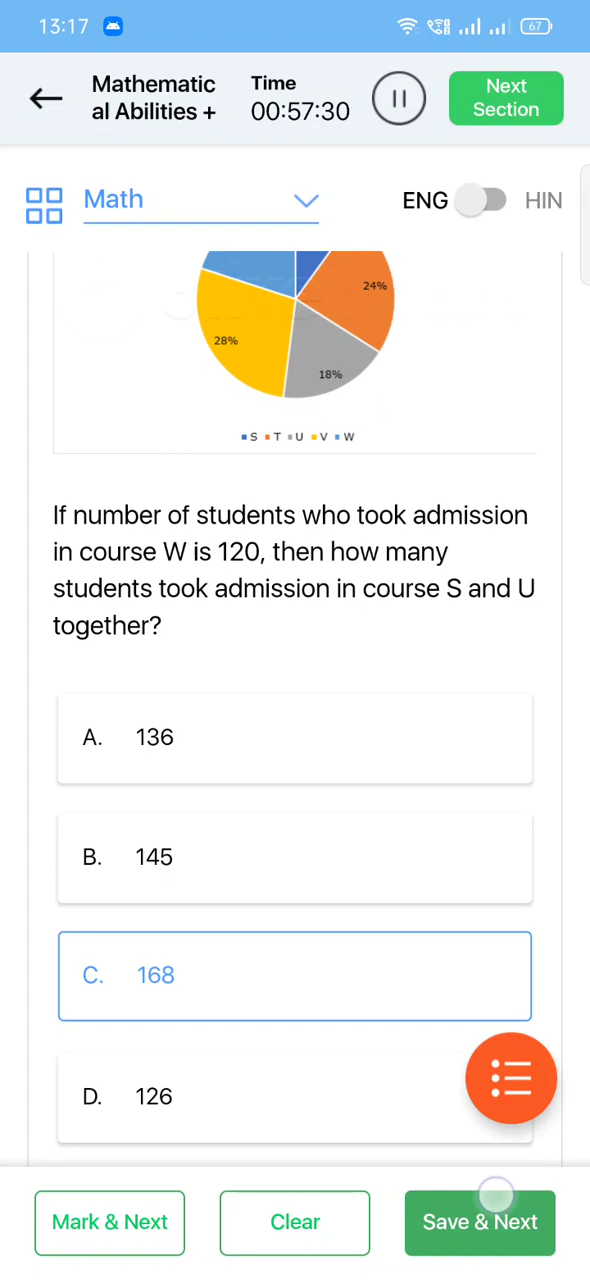 13:17
67
Mathematic
al Abilities +
Time
00:57:30
Next
Section
Math
ENG
HIN
24%
28%
18%
S T U V W
If number of students who took admission
in course W is 120, then how many
students took admission in course S and U
together?
A. 136
B. 145
C. 168
D. 126
Mark & Next
Clear
Save & Next